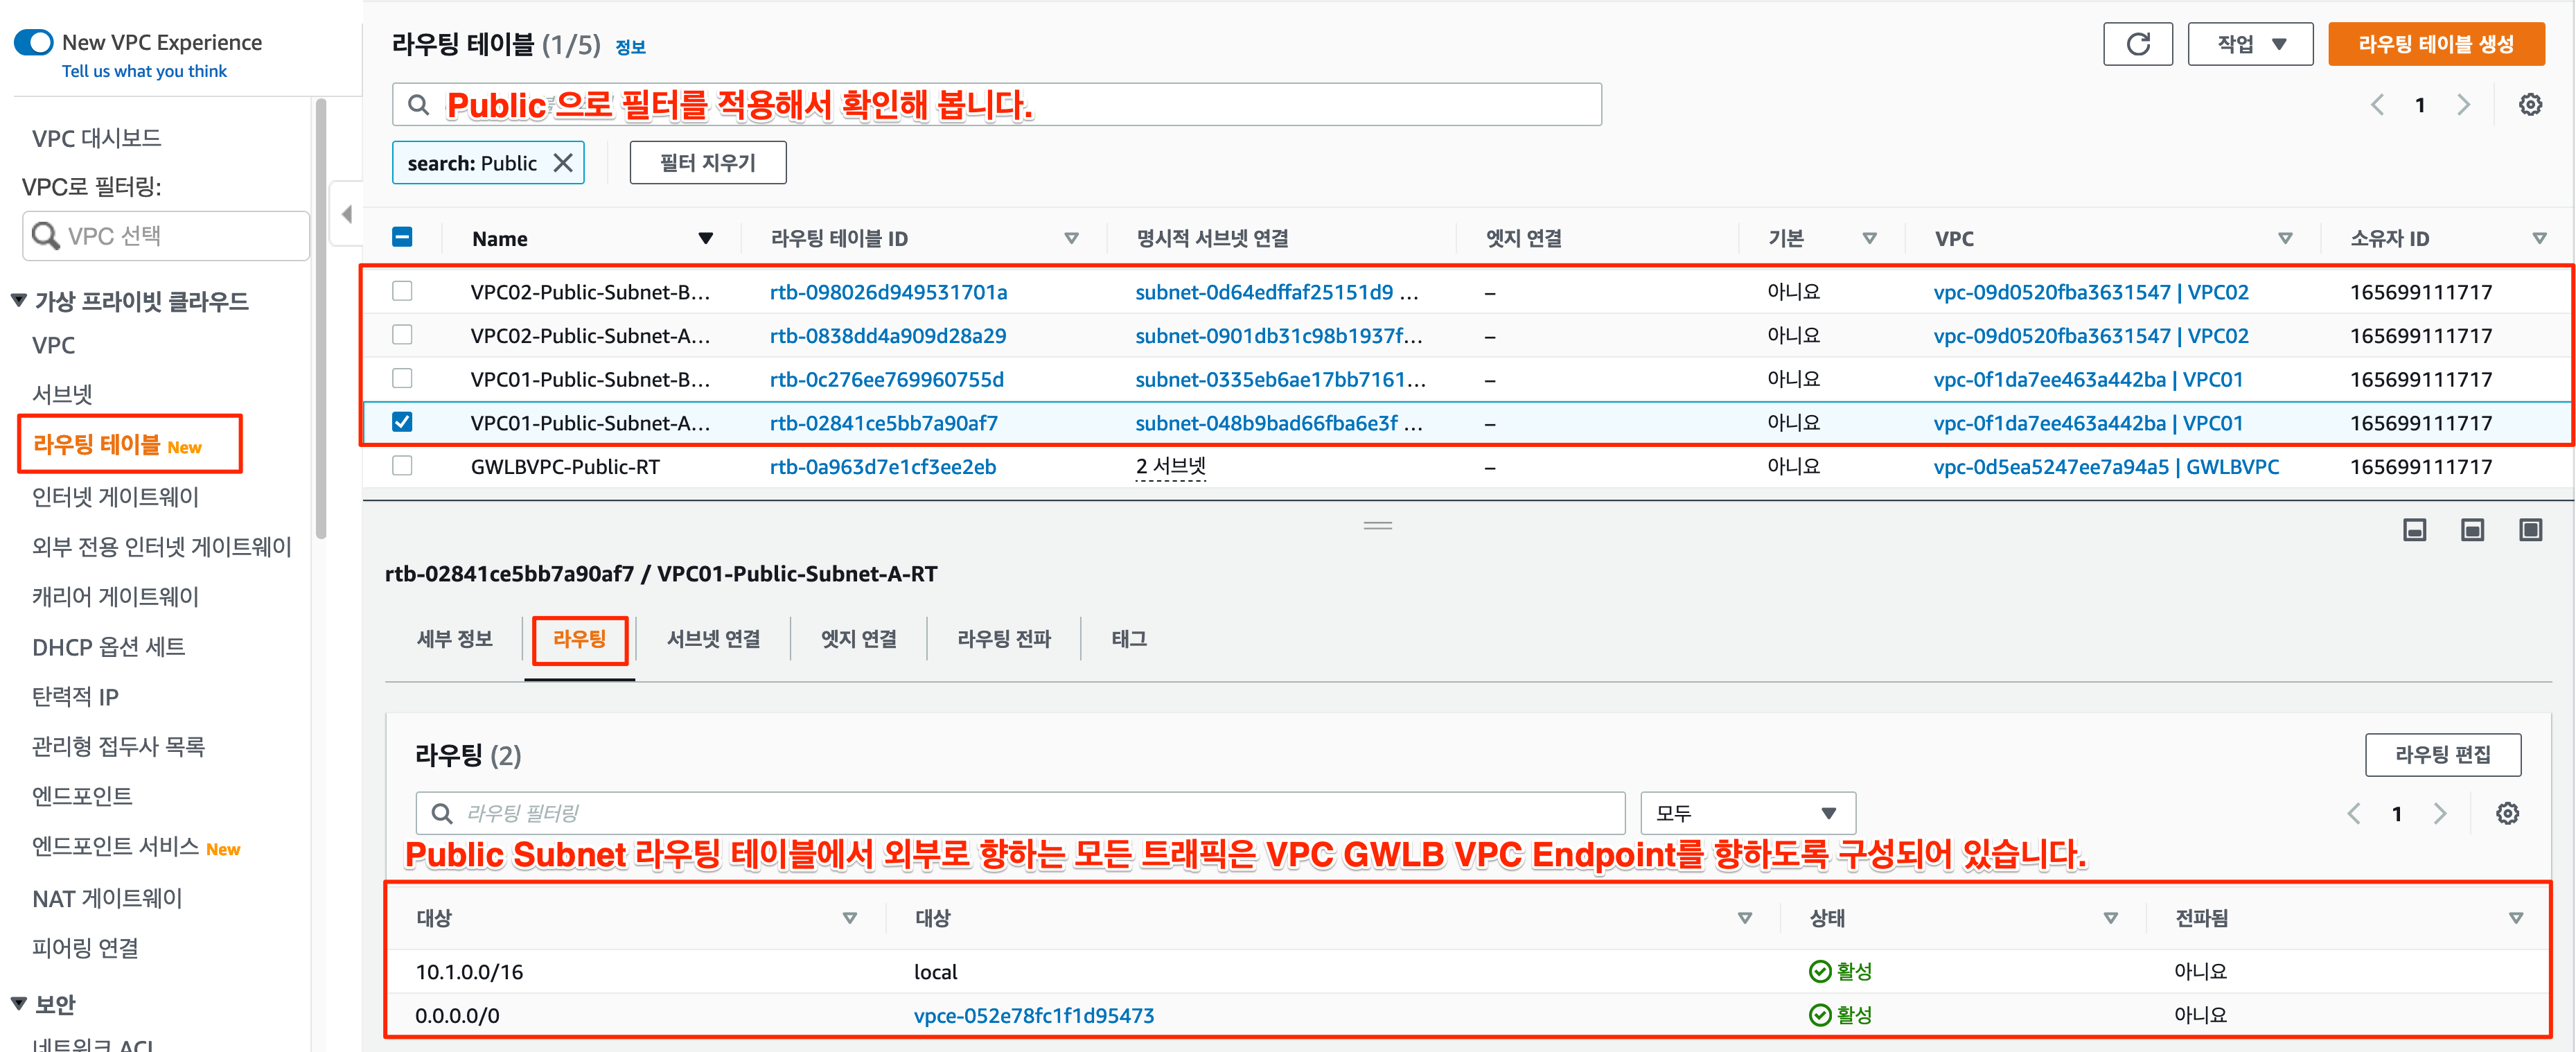 New VPC Experience
Tell us what you think
VPC 대시보드
VPC로 필터링:
VPC 선택
가상 프라이빗 클라우드
VPC
서브넷
라우팅 테이블 New
인터넷 게이트웨이
외부 전용 인터넷 게이트웨이
캐리어 게이트웨이
DHCP 옵션 세트
탄력적 IP
관리형 접두사 목록
엔드포인트
엔드포인트 서비스 New
NAT 게이트웨이
피어링 연결
보안
네트워크 ACL
라우팅 테이블 (1/5) 정보
작업
라우팅 테이블 생성
Public 으로 필터를 적용해서 확인해 봅니다.
1
search: Public
필터 지우기
Name 라우팅 테이블 ID 명시적 서브넷 연결 엣지 연결 기본 VPC 소유자 ID
VPC02-Public-Subnet-B... rtb-098026d949531701a subnet-0d64edffaf25151d9 ... – 아니요 vpc-09d0520fba3631547 | VPC02 165699111717
VPC02-Public-Subnet-A... rtb-0838dd4a909d28a29 subnet-0901db31c98b1937f... – 아니요 vpc-09d0520fba3631547 | VPC02 165699111717
VPC01-Public-Subnet-B... rtb-0c276ee769960755d subnet-0335eb6ae17bb7161... – 아니요 vpc-0f1da7ee463a442ba | VPC01 165699111717
VPC01-Public-Subnet-A... rtb-02841ce5bb7a90af7 subnet-048b9bad66fba6e3f ... – 아니요 vpc-0f1da7ee463a442ba | VPC01 165699111717
GWLBVPC-Public-RT rtb-0a963d7e1cf3ee2eb 2 서브넷 – 아니요 vpc-0d5ea5247ee7a94a5 | GWLBVPC 165699111717
rtb-02841ce5bb7a90af7 / VPC01-Public-Subnet-A-RT
세부 정보 라우팅 서브넷 연결 엣지 연결 라우팅 전파 태그
라우팅 (2)
라우팅 편집
라우팅 필터링
모두
1
Public Subnet 라우팅 테이블에서 외부로 향하는 모든 트래픽은 VPC GWLB VPC Endpoint를 향하도록 구성되어 있습니다.
대상 대상 상태 전파됨
10.1.0.0/16 local 활성 아니요
0.0.0.0/0 vpce-052e78fc1f1d95473 활성 아니요